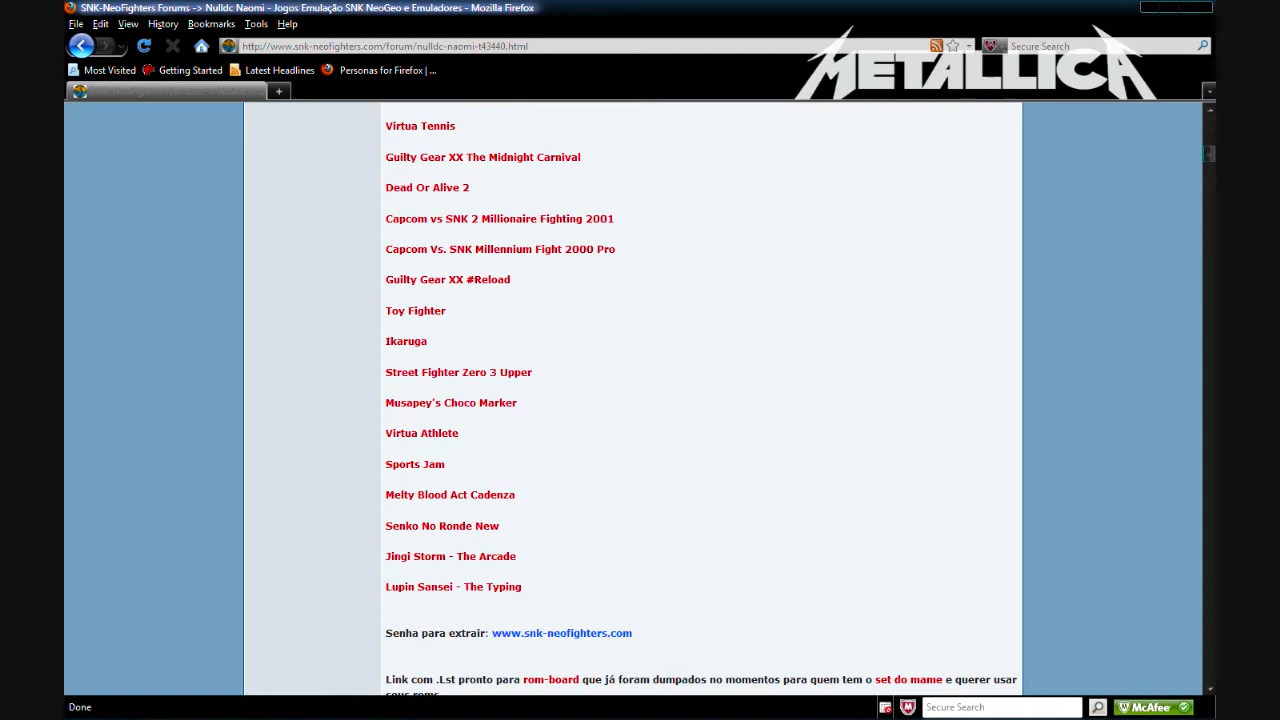 SNK-NeoFighters Forums -> Nulldc Naomi - Jogos Emulação SNK NeoGeo e Emuladores - Mozilla Firefox
File Edit View History Bookmarks Tools Help
http://www.snk-neofighters.com/forum/nulldc-naomi-t43440.html
Secure Search
METALLICA
Most Visited Getting Started Latest Headlines Personas for Firefox | ...
Virtua Tennis
Guilty Gear XX The Midnight Carnival
Dead Or Alive 2
Capcom vs SNK 2 Millionaire Fighting 2001
Capcom Vs. SNK Millennium Fight 2000 Pro
Guilty Gear XX #Reload
Toy Fighter
Ikaruga
Street Fighter Zero 3 Upper
Musapey's Choco Marker
Virtua Athlete
Sports Jam
Melty Blood Act Cadenza
Senko No Ronde New
Jingi Storm - The Arcade
Lupin Sansei - The Typing
Senha para extrair: www.snk-neofighters.com
Link com .Lst pronto para rom-board que já foram dumpados no momentos para quem tem o set do mame e querer usar
seus roms
Done
Secure Search
McAfee